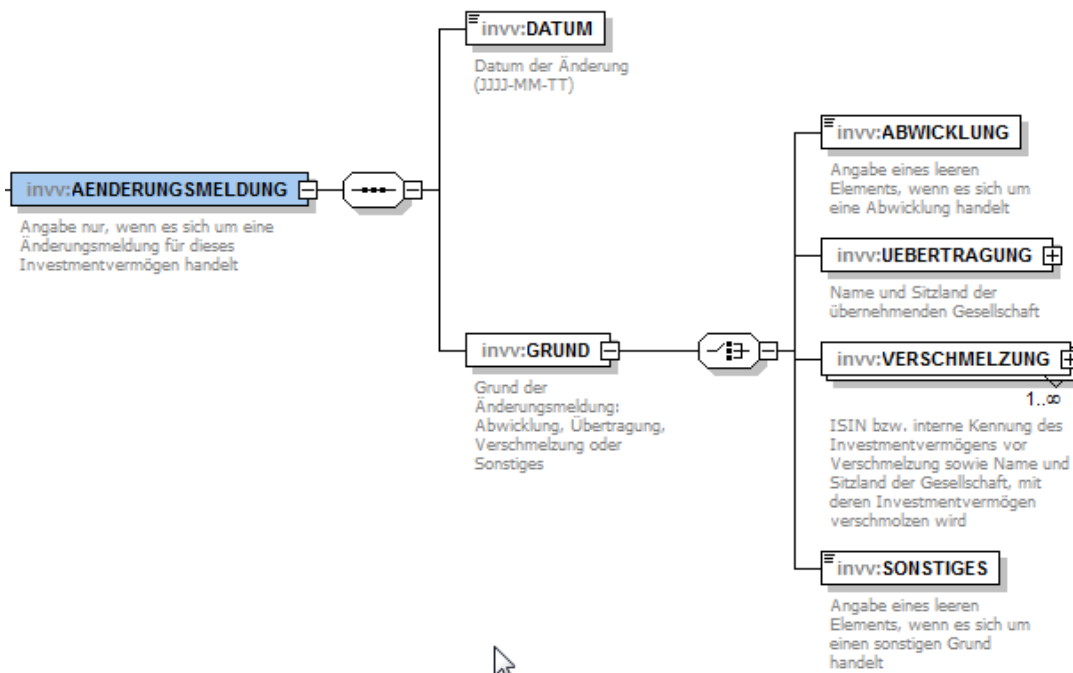 invv:DATUM
Datum der Änderung
(JJJJ-MM-TT)
invv:AENDERUNGSMELDUNG
Angabe nur, wenn es sich um eine
Änderungsmeldung für dieses
Investmentvermögen handelt
invv:GRUND
Grund der
Änderungsmeldung:
Abwicklung, Übertragung,
Verschmelzung oder
Sonstiges
invv:ABWICKLUNG
Angabe eines leeren
Elements, wenn es sich um
eine Abwicklung handelt
invv:UEBERTRAGUNG
Name und Sitzland der
übernehmenden Gesellschaft
invv:VERSCHMELZUNG
1..∞
ISIN bzw. interne Kennung des
Investmentvermögens vor
Verschmelzung sowie Name und
Sitzland der Gesellschaft, mit
deren Investmentvermögen
verschmolzen wird
invv:SONSTIGES
Angabe eines leeren
Elements, wenn es sich um
einen sonstigen Grund
handelt